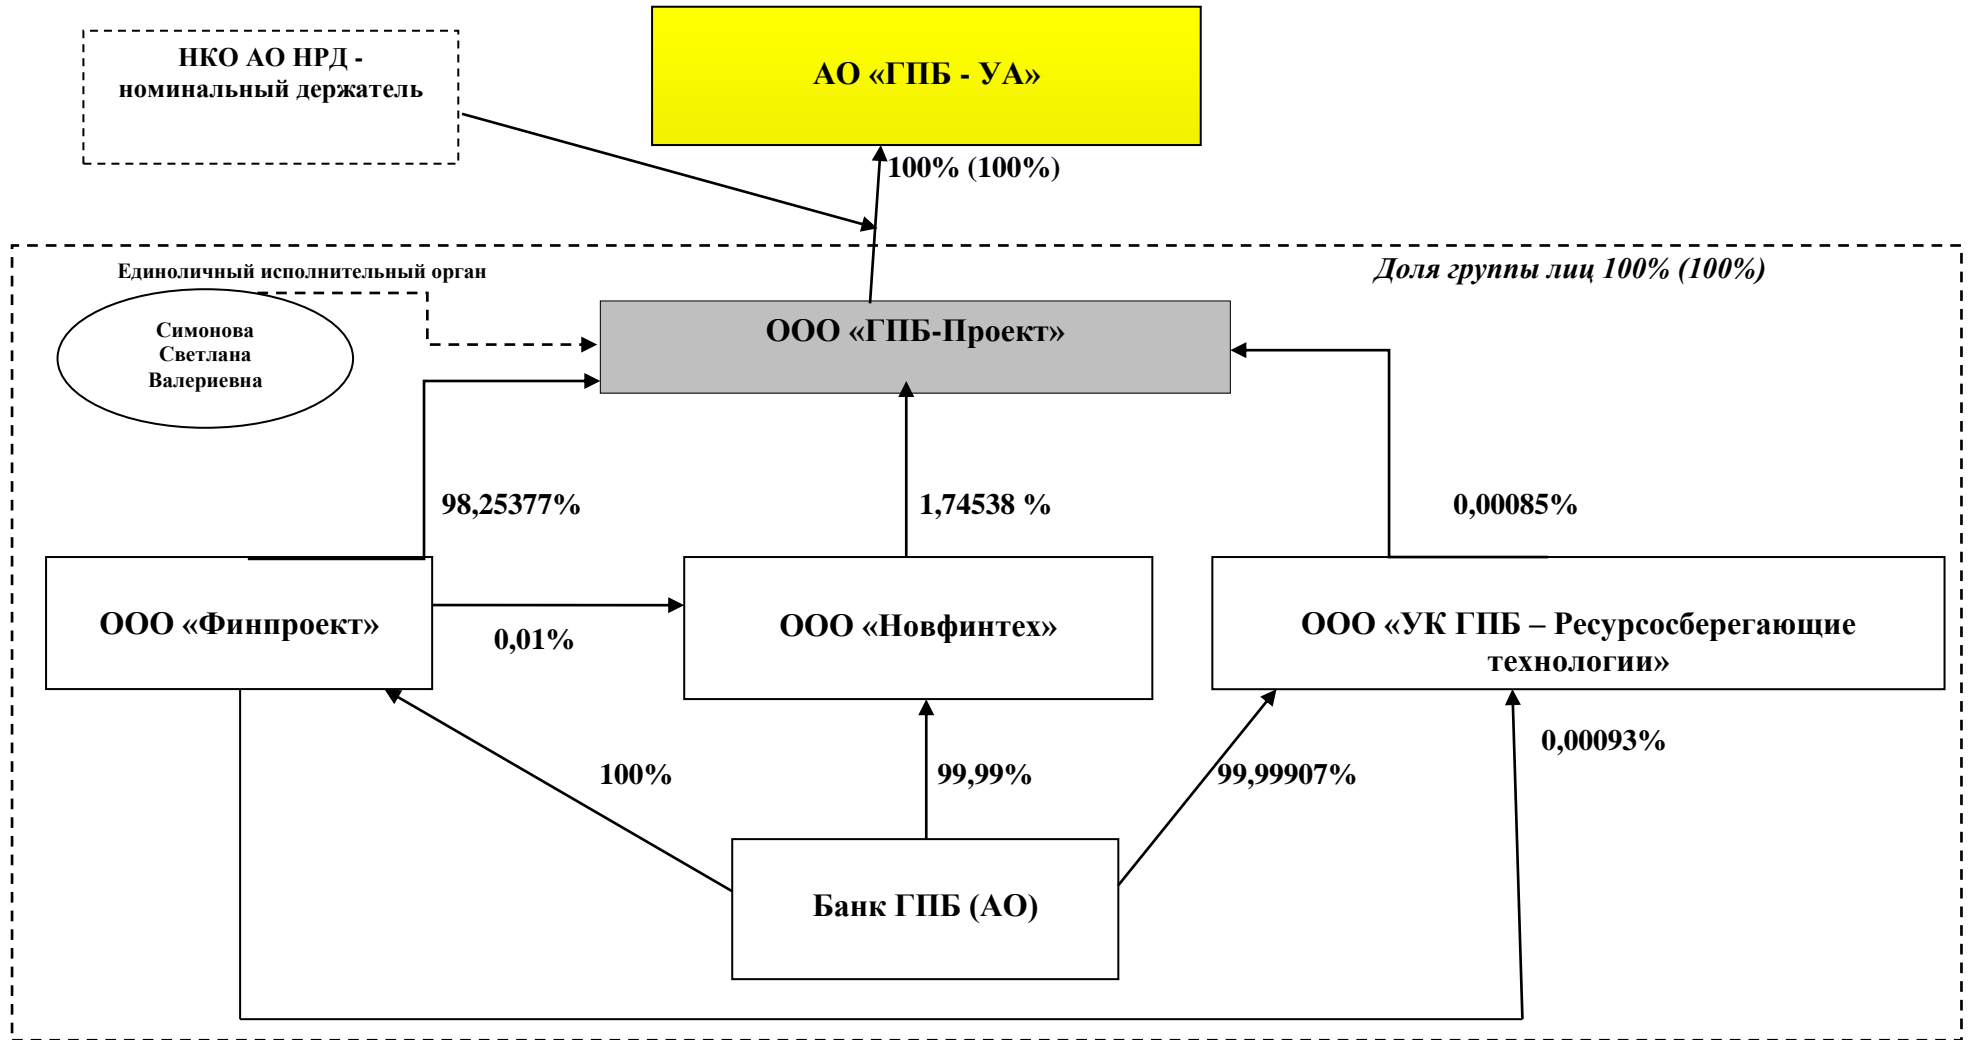 НКО АО НРД -
номинальный держатель
АО «ГПБ - УА»
100% (100%)
Единоличный исполнительный орган
Доля группы лиц 100% (100%)
Симонова
Светлана
Валериевна
ООО «ГПБ-Проект»
98,25377%
1,74538 %
0,00085%
ООО «Финпроект»
0,01%
ООО «Новфинтех»
ООО «УК ГПБ – Ресурсосберегающие
технологии»
100%
99,99%
99,99907%
0,00093%
Банк ГПБ (АО)